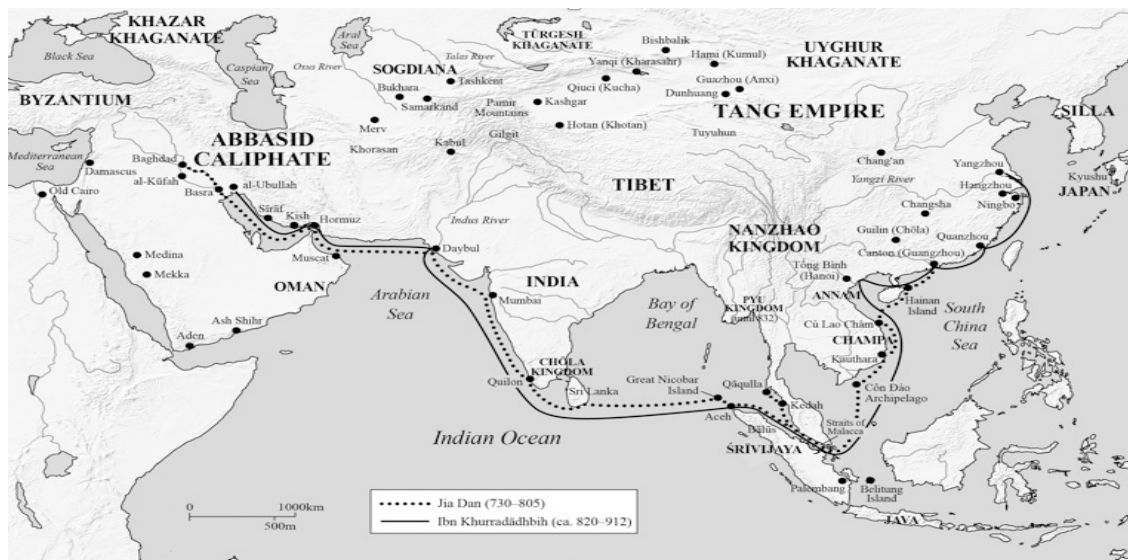 KHAZAR
KHAGANATE
Black Sea
Caspian
Sea
Aral
Sea
Oxus River
Talas River
TÜRGESH
KHAGANATE
Bishbalik
Hami (Kumul)
UYGHUR
KHAGANATE
BYZANTIUM
SOGDIANA
Tashkent
Bukhara
Samarkand
Yanqi (Kharasahr)
Qiuci (Kucha)
Guazhou (Anxi)
Dunhuang
Pamir
Mountains
Kashgar
TANG EMPIRE
SILLA
Merv
Khorasan
Gilgit
Hotan (Khotan)
Tuyuhun
ABBASID
CALIPHATE
Kabul
Chang'an
Mediterranean
Sea
Baghdad
Damascus
al-Kūfah
Basra
al-Ubullah
Old Cairo
TIBET
Yangzi River
Yangzhou
Hangzhou
Ningbo
Kyushu
JAPAN
Sīrāf
Kish
Hormuz
Indus River
Daybul
NANZHAO
KINGDOM
Changsha
Guilin (Chōla)
Quanzhou
Canton (Guangzhou)
Medina
Mekka
Muscat
OMAN
INDIA
Mumbai
Tống Bình
(Hanoi)
ANNAM
Hainan
Island
Arabian
Sea
Bay of
Bengal
PYU
KINGDOM
(until 832)
South
China
Sea
Ash Shihr
Aden
Cù Lao Chàm
CHAMPA
Kauthara
CHŌLA
KINGDOM
Quilon
Sri Lanka
Great Nicobar
Island
Qāqulla
Kedah
Côn Đảo
Archipelago
Aceh
Bālūs
Straits of
Malacca
Indian Ocean
ŚRĪVIJAYA
Palembang
Belitung
Island
JAVA
0 1000km
500m
Jia Dan (730–805)
Ibn Khurradādhbih (ca. 820–912)